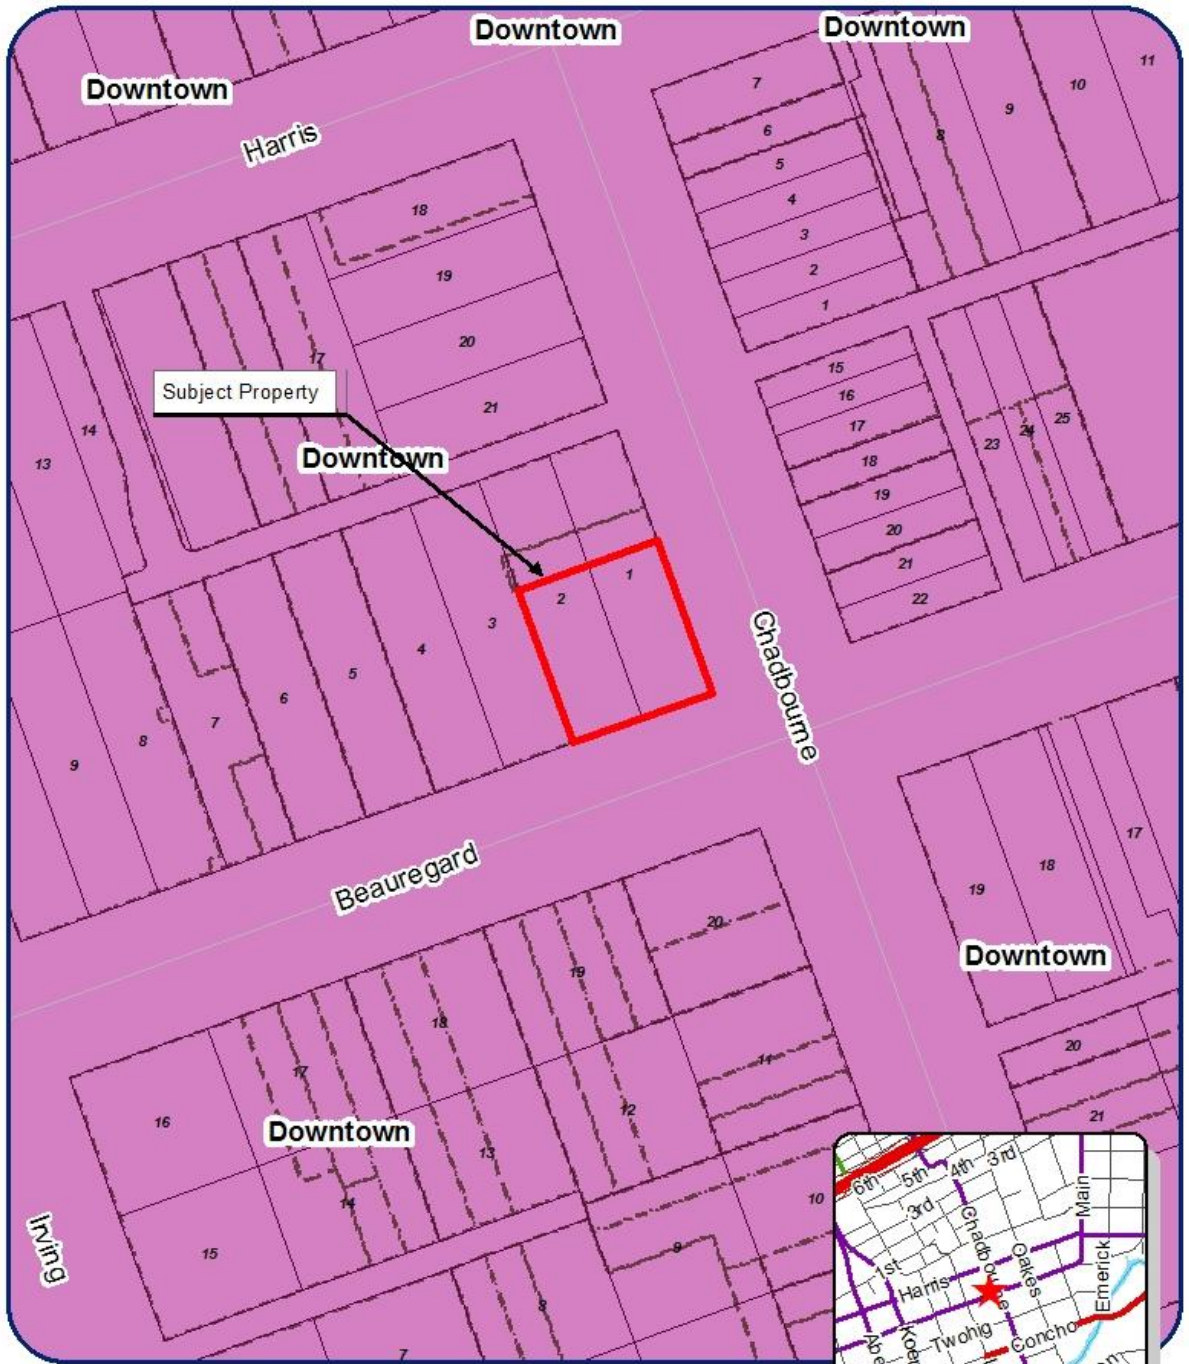 Downtown
Downtown
Downtown
Harris
7
6
5
4
3
2
1
8
9
10
11
18
19
20
21
17
14
13
Subject Property
Downtown
15
16
17
18
19
20
21
22
23
24
25
1
2
3
4
5
6
7
8
9
Chadbourne
Beauregard
17
18
19
Downtown
20
21
20
19
18
17
16
11
12
13
14
15
Downtown
10
9
8
7
Irving
6th
5th
4th
3rd
3rd
Main
Chadbourne
Oakes
1st
Harris
Emerick
Twohig
Concho
Abe
Koen